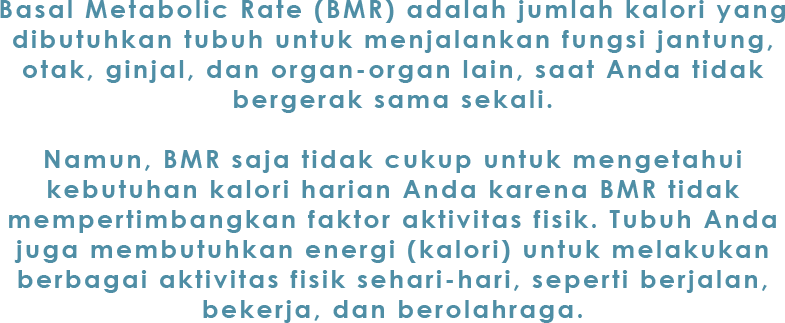 Basal Metabolic Rate (BMR) adalah jumlah kalori yang
dibutuhkan tubuh untuk menjalankan fungsi jantung,
otak, ginjal, dan organ-organ lain, saat Anda tidak
bergerak sama sekali.
Namun, BMR saja tidak cukup untuk mengetahui
kebutuhan kalori harian Anda karena BMR tidak
mempertimbangkan faktor aktivitas fisik. Tubuh Anda
juga membutuhkan energi (kalori) untuk melakukan
berbagai aktivitas fisik sehari-hari, seperti berjalan,
bekerja, dan berolahraga.